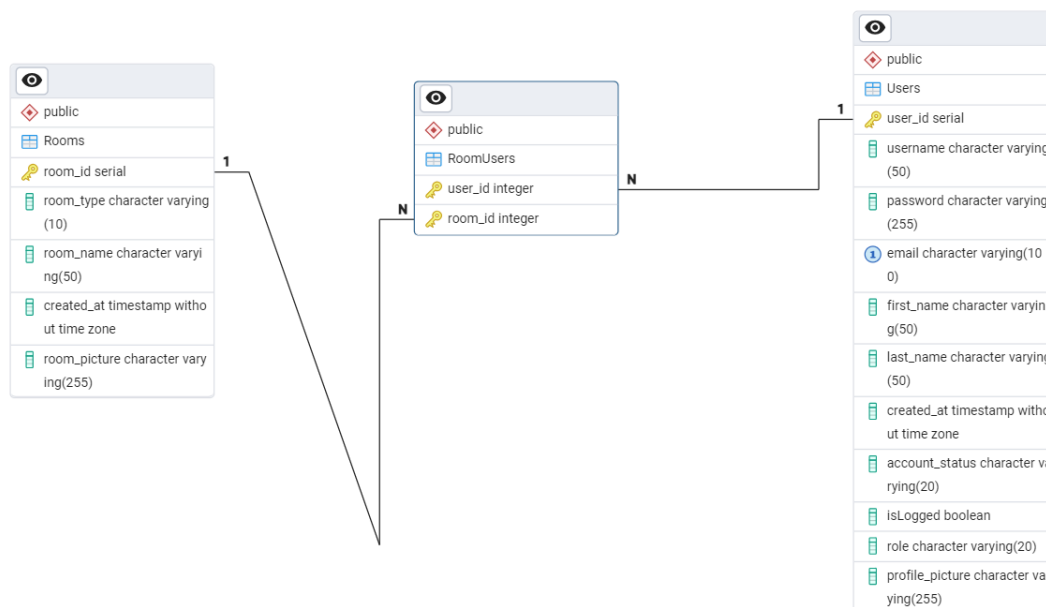 public
Rooms
room_id serial
room_type character varying
(10)
room_name character varyi
ng(50)
created_at timestamp witho
ut time zone
room_picture character vary
ing(255)
1
N
public
RoomUsers
user_id integer
room_id integer
N
1
public
Users
user_id serial
username character varying
(50)
password character varying
(255)
1
email character varying(10
0)
first_name character varyin
g(50)
last_name character varying
(50)
created_at timestamp witho
ut time zone
account_status character va
rying(20)
isLogged boolean
role character varying(20)
profile_picture character va
ying(255)